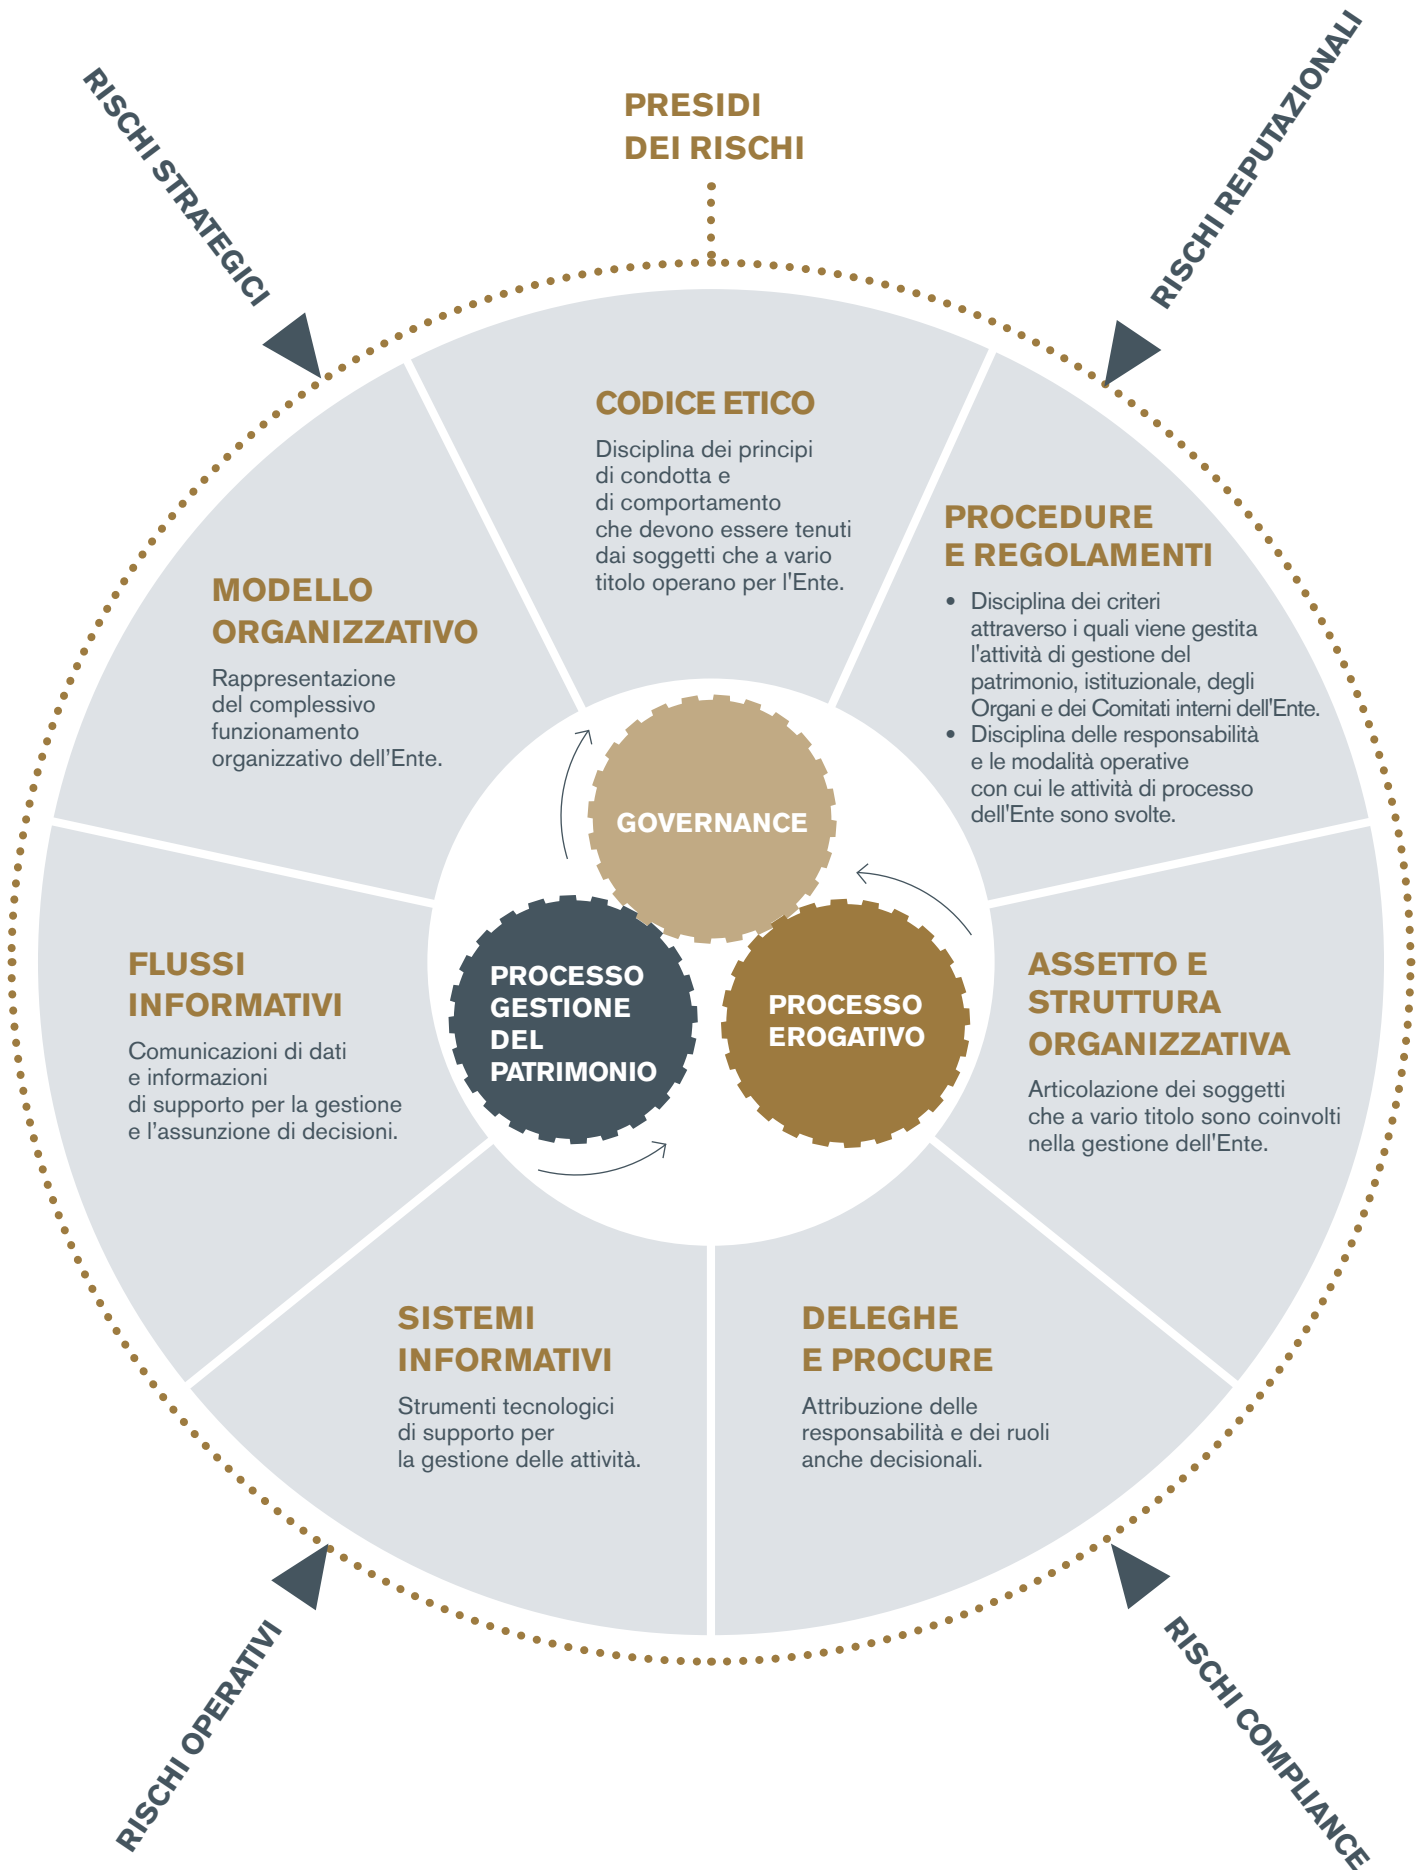 RISCHI STRATEGICI
PRESIDI
DEI RISCHI
RISCHI REPUTAZIONALI
CODICE ETICO
Disciplina dei principi
di condotta e
di comportamento
che devono essere tenuti
dai soggetti che a vario
titolo operano per l'Ente.
PROCEDURE
E REGOLAMENTI
• Disciplina dei criteri
attraverso i quali viene gestita
l'attività di gestione del
patrimonio, istituzionale, degli
Organi e dei Comitati interni dell'Ente.
• Disciplina delle responsabilità
e le modalità operative
con cui le attività di processo
dell'Ente sono svolte.
MODELLO
ORGANIZZATIVO
Rappresentazione
del complessivo
funzionamento
organizzativo dell’Ente.
GOVERNANCE
PROCESSO
GESTIONE
DEL
PATRIMONIO
PROCESSO
EROGATIVO
FLUSSI
INFORMATIVI
Comunicazioni di dati
e informazioni
di supporto per la gestione
e l’assunzione di decisioni.
ASSETTO E
STRUTTURA
ORGANIZZATIVA
Articolazione dei soggetti
che a vario titolo sono coinvolti
nella gestione dell'Ente.
SISTEMI
INFORMATIVI
Strumenti tecnologici
di supporto per
la gestione delle attività.
DELEGHE
E PROCURE
Attribuzione delle
responsabilità e dei ruoli
anche decisionali.
RISCHI OPERATIVI
RISCHI COMPLIANCE